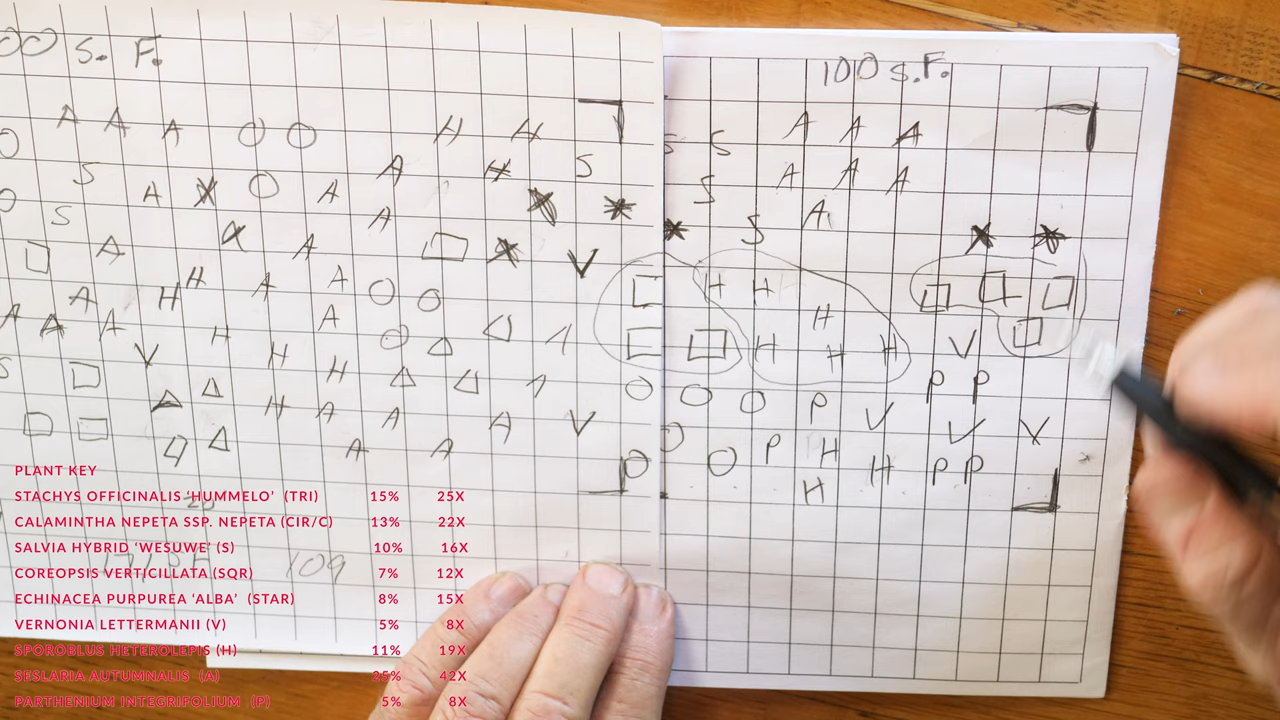 00 S. F.
100 S.F.
A A A O O H H
S S A A A
O A H S
S A O A A A A A
O S A S A
A A V
A H H A O O H H
A A A H A O H
V H H H H H V
O P P
H A A A V O O O P V
A A O O P H V V
H P P
H
109
PLANT KEY
STACHYS OFFICINALIS ‘HUMMELO’ (TRI) 15% 25X
CALAMINTHA NEPETA SSP. NEPETA (CIR/C) 13% 22X
SALVIA HYBRID ‘WESUWE’ (S) 10% 16X
COREOPSIS VERTICILLATA (SQR) 7% 12X
ECHINACEA PURPUREA ‘ALBA’ (STAR) 8% 15X
VERNONIA LETTERMANII (V) 5% 8X
SPOROBLUS HETEROLEPIS (H) 11% 19X
SESLARIA AUTUMNALIS (A) 25% 42X
PARTHENIUM INTEGRIFOLIUM (P) 5% 8X